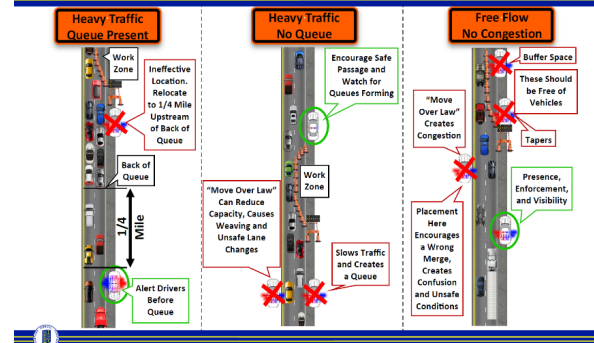 Heavy Traffic
Queue Present
Work
Zone
Ineffective
Location.
Relocate
to 1/4 Mile
Upstream
of Back of
Queue
Back of
Queue
1/4
Mile
Alert Drivers
Before
Queue
Heavy Traffic
No Queue
Encourage Safe
Passage and
Watch for
Queues Forming
Work
Zone
“Move Over Law”
Can Reduce
Capacity, Causes
Weaving and
Unsafe Lane
Changes
Slows Traffic
and Creates
a Queue
Free Flow
No Congestion
Buffer Space
These Should
be Free of
Vehicles
“Move
Over Law”
Creates
Congestion
Tapers
Presence,
Enforcement,
and Visibility
Placement
Here
Encourages
a Wrong
Merge,
Creates
Confusion
and Unsafe
Conditions